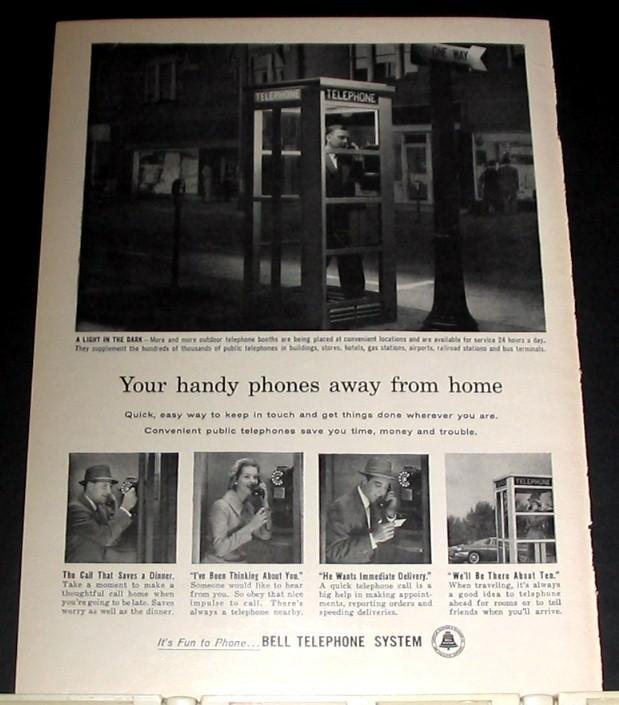 ONE WAY
TELEPHONE
TELEPHONE
A LIGHT IN THE DARK—More and more outdoor telephone booths are being placed at convenient locations and are available for service 24 hours a day.
They supplement the hundreds of thousands of public telephones in buildings, stores, hotels, gas stations, airports, railroad stations and bus terminals.
Your handy phones away from home
Quick, easy way to keep in touch and get things done wherever you are.
Convenient public telephones save you time, money and trouble.
TELEPHONE
The Call That Saves a Dinner.
Take a moment to make a
thoughtful call home when
you're going to be late. Saves
worry as well as the dinner.
"I've Been Thinking About You."
Someone would like to hear
from you. So obey that nice
impulse to call. There's
always a telephone nearby.
"He Wants Immediate Delivery."
A quick telephone call is a
big help in making appoint-
ments, reporting orders and
speeding deliveries.
"We'll Be There About Ten."
When traveling, it's always
a good idea to telephone
ahead for rooms or to tell
friends when you'll arrive.
It's Fun to Phone... BELL TELEPHONE SYSTEM